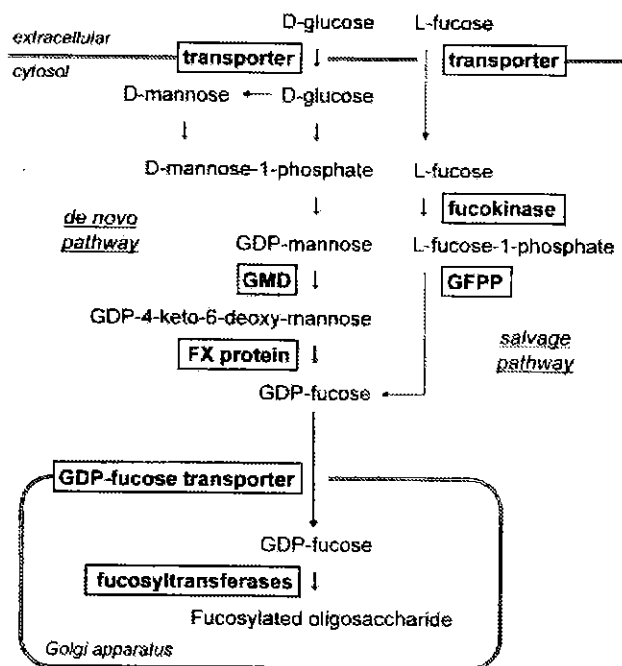 D-glucose L-fucose
extracellular
transporter transporter
cytosol
D-mannose D-glucose
D-mannose-1-phosphate L-fucose
de novo
pathway
fucokinase
GDP-mannose L-fucose-1-phosphate
GMD GFPP
GDP-4-keto-6-deoxy-mannose
salvage
pathway
FX protein
GDP-fucose
GDP-fucose transporter
GDP-fucose
fucosyltransferases
Fucosylated oligosaccharide
Golgi apparatus